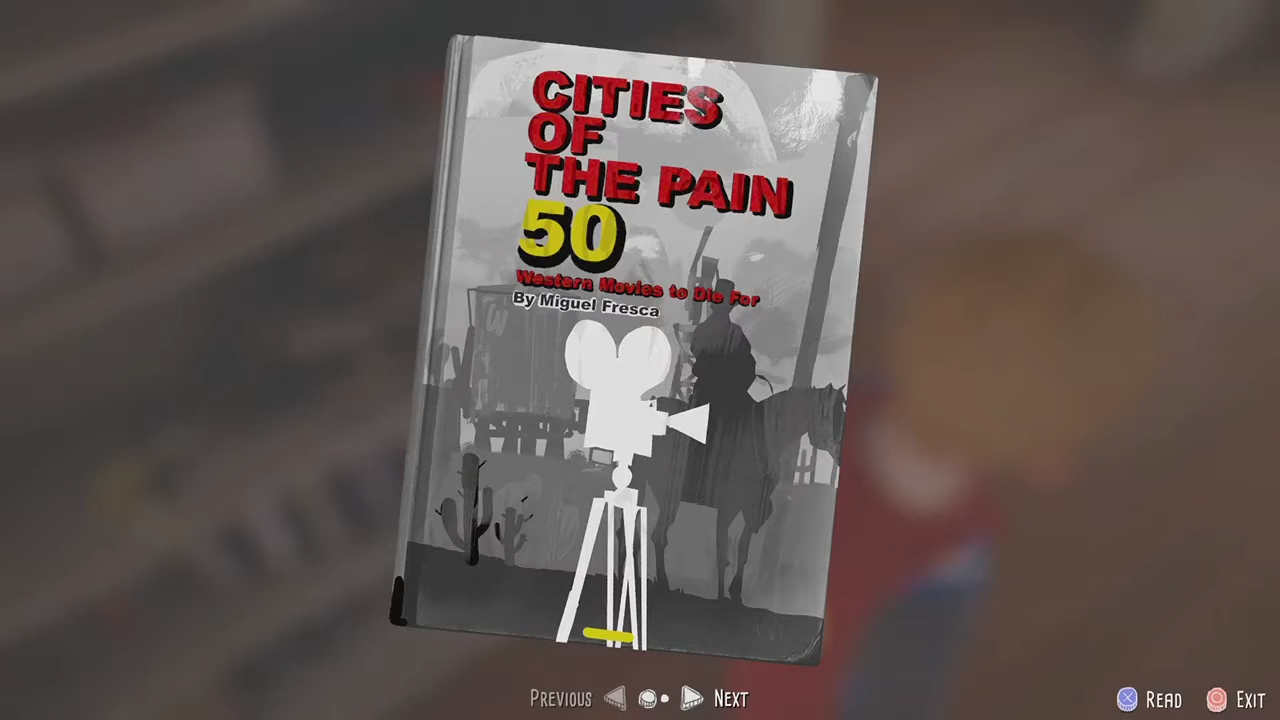 CITIES
OF
THE PAIN
50
Western Movies to Die For
By Miguel Fresca
PREVIOUS NEXT READ EXIT